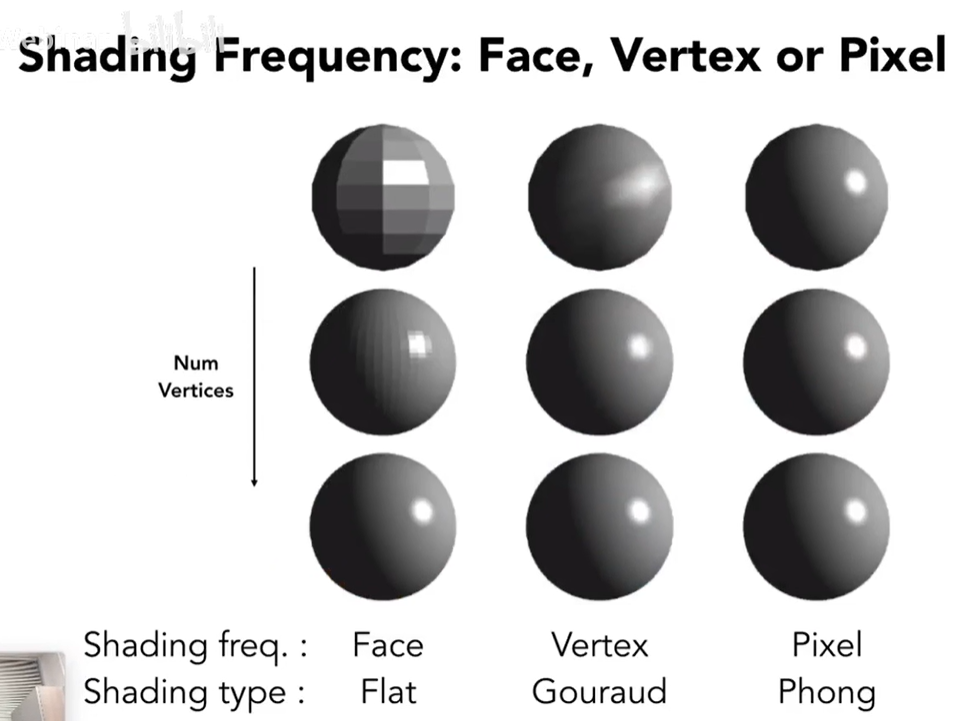 Shading Frequency: Face, Vertex or Pixel
Num
Vertices
Shading freq. : Face Vertex Pixel
Shading type : Flat Gouraud Phong